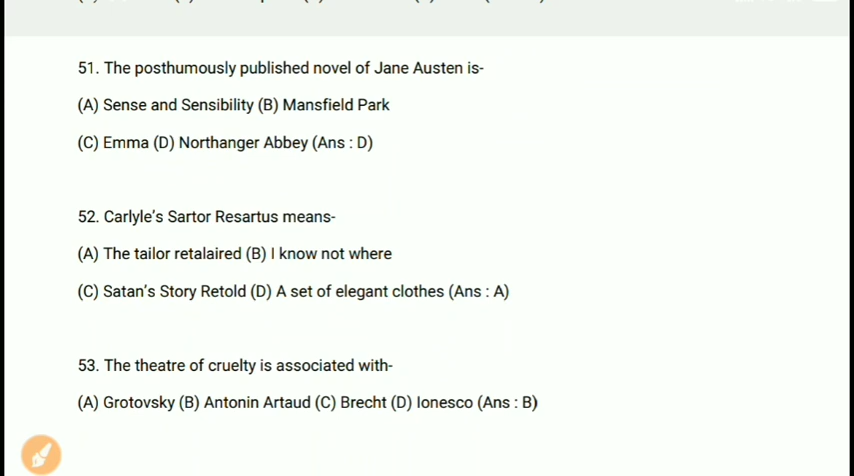 51. The posthumously published novel of Jane Austen is-
(A) Sense and Sensibility (B) Mansfield Park
(C) Emma (D) Northanger Abbey (Ans : D)
52. Carlyle's Sartor Resartus means-
(A) The tailor retalaired (B) I know not where
(C) Satan's Story Retold (D) A set of elegant clothes (Ans : A)
53. The theatre of cruelty is associated with-
(A) Grotovsky (B) Antonin Artaud (C) Brecht (D) Ionesco (Ans : B)